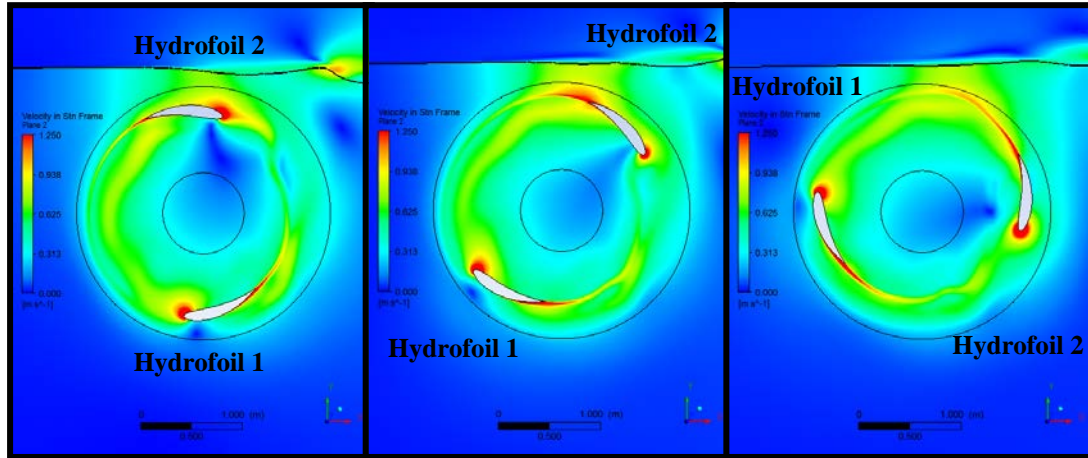 Hydrofoil 2
Velocity in Stn Frame
Plane 2
1.250
0.938
0.625
0.313
0.000
[m s^-1]
Hydrofoil 1
0 1.000 (m)
0.500
Hydrofoil 2
Velocity in Stn Frame
Plane 2
1.250
0.938
0.625
0.313
0.000
[m s^-1]
Hydrofoil 1
0 1.000 (m)
0.500
Hydrofoil 1
Velocity in Stn Frame
Plane 2
1.250
0.938
0.625
0.313
0.000
[m s^-1]
Hydrofoil 2
0 1.000 (m)
0.500